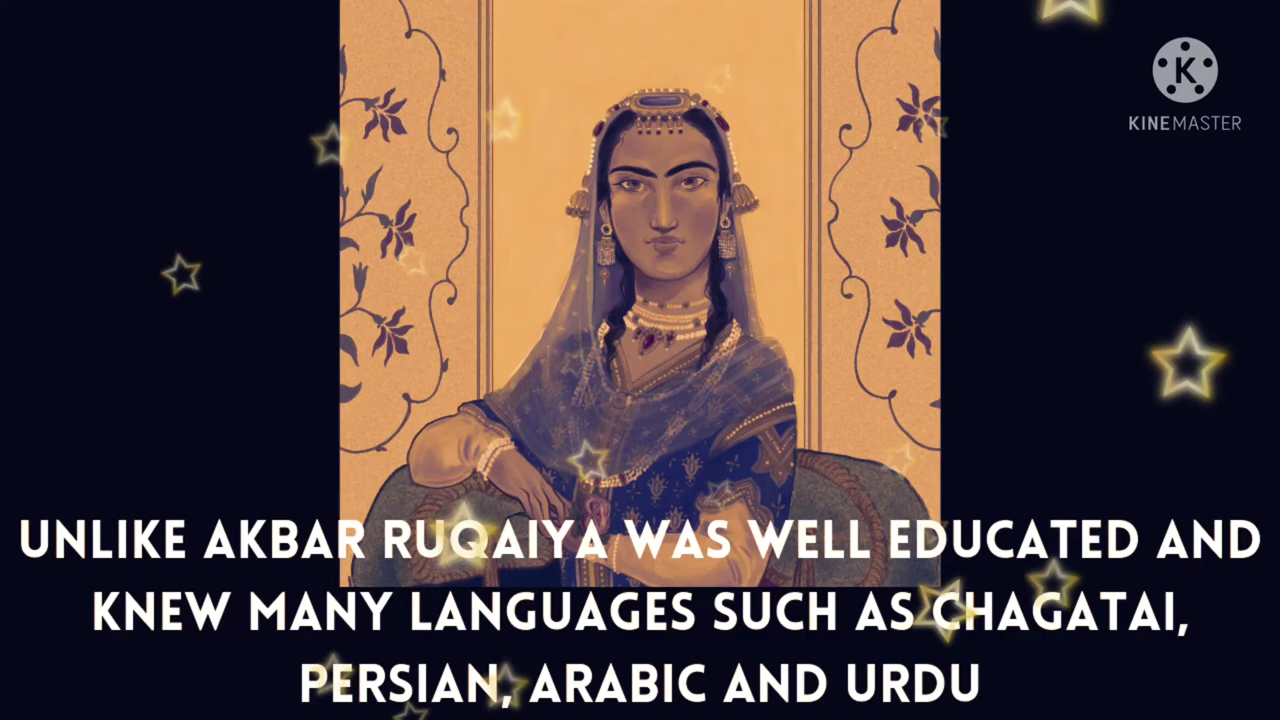 KINEMASTER
UNLIKE AKBAR RUQAIYA WAS WELL EDUCATED AND
KNEW MANY LANGUAGES SUCH AS CHAGATAI,
PERSIAN, ARABIC AND URDU